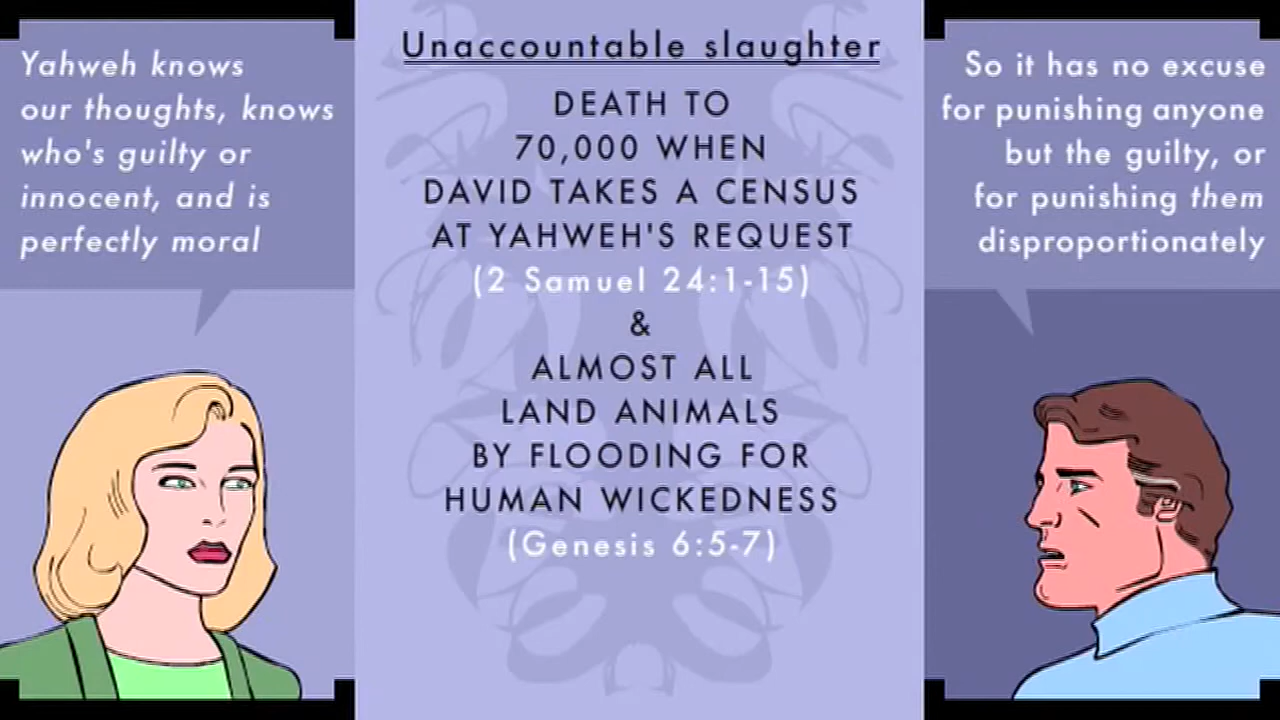 Yahweh knows
our thoughts, knows
who's guilty or
innocent, and is
perfectly moral
Unaccountable slaughter
DEATH TO
70,000 WHEN
DAVID TAKES A CENSUS
AT YAHWEH'S REQUEST
(2 Samuel 24:1-15)
&
ALMOST ALL
LAND ANIMALS
BY FLOODING FOR
HUMAN WICKEDNESS
(Genesis 6:5-7)
So it has no excuse
for punishing anyone
but the guilty, or
for punishing them
disproportionately